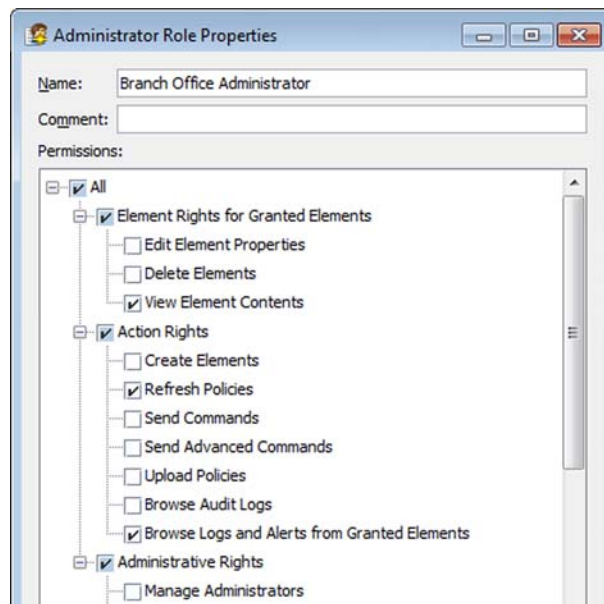 Administrator Role Properties
Name: Branch Office Administrator
Comment:
Permissions:
All
Element Rights for Granted Elements
Edit Element Properties
Delete Elements
View Element Contents
Action Rights
Create Elements
Refresh Policies
Send Commands
Send Advanced Commands
Upload Policies
Browse Audit Logs
Browse Logs and Alerts from Granted Elements
Administrative Rights
Manage Administrators